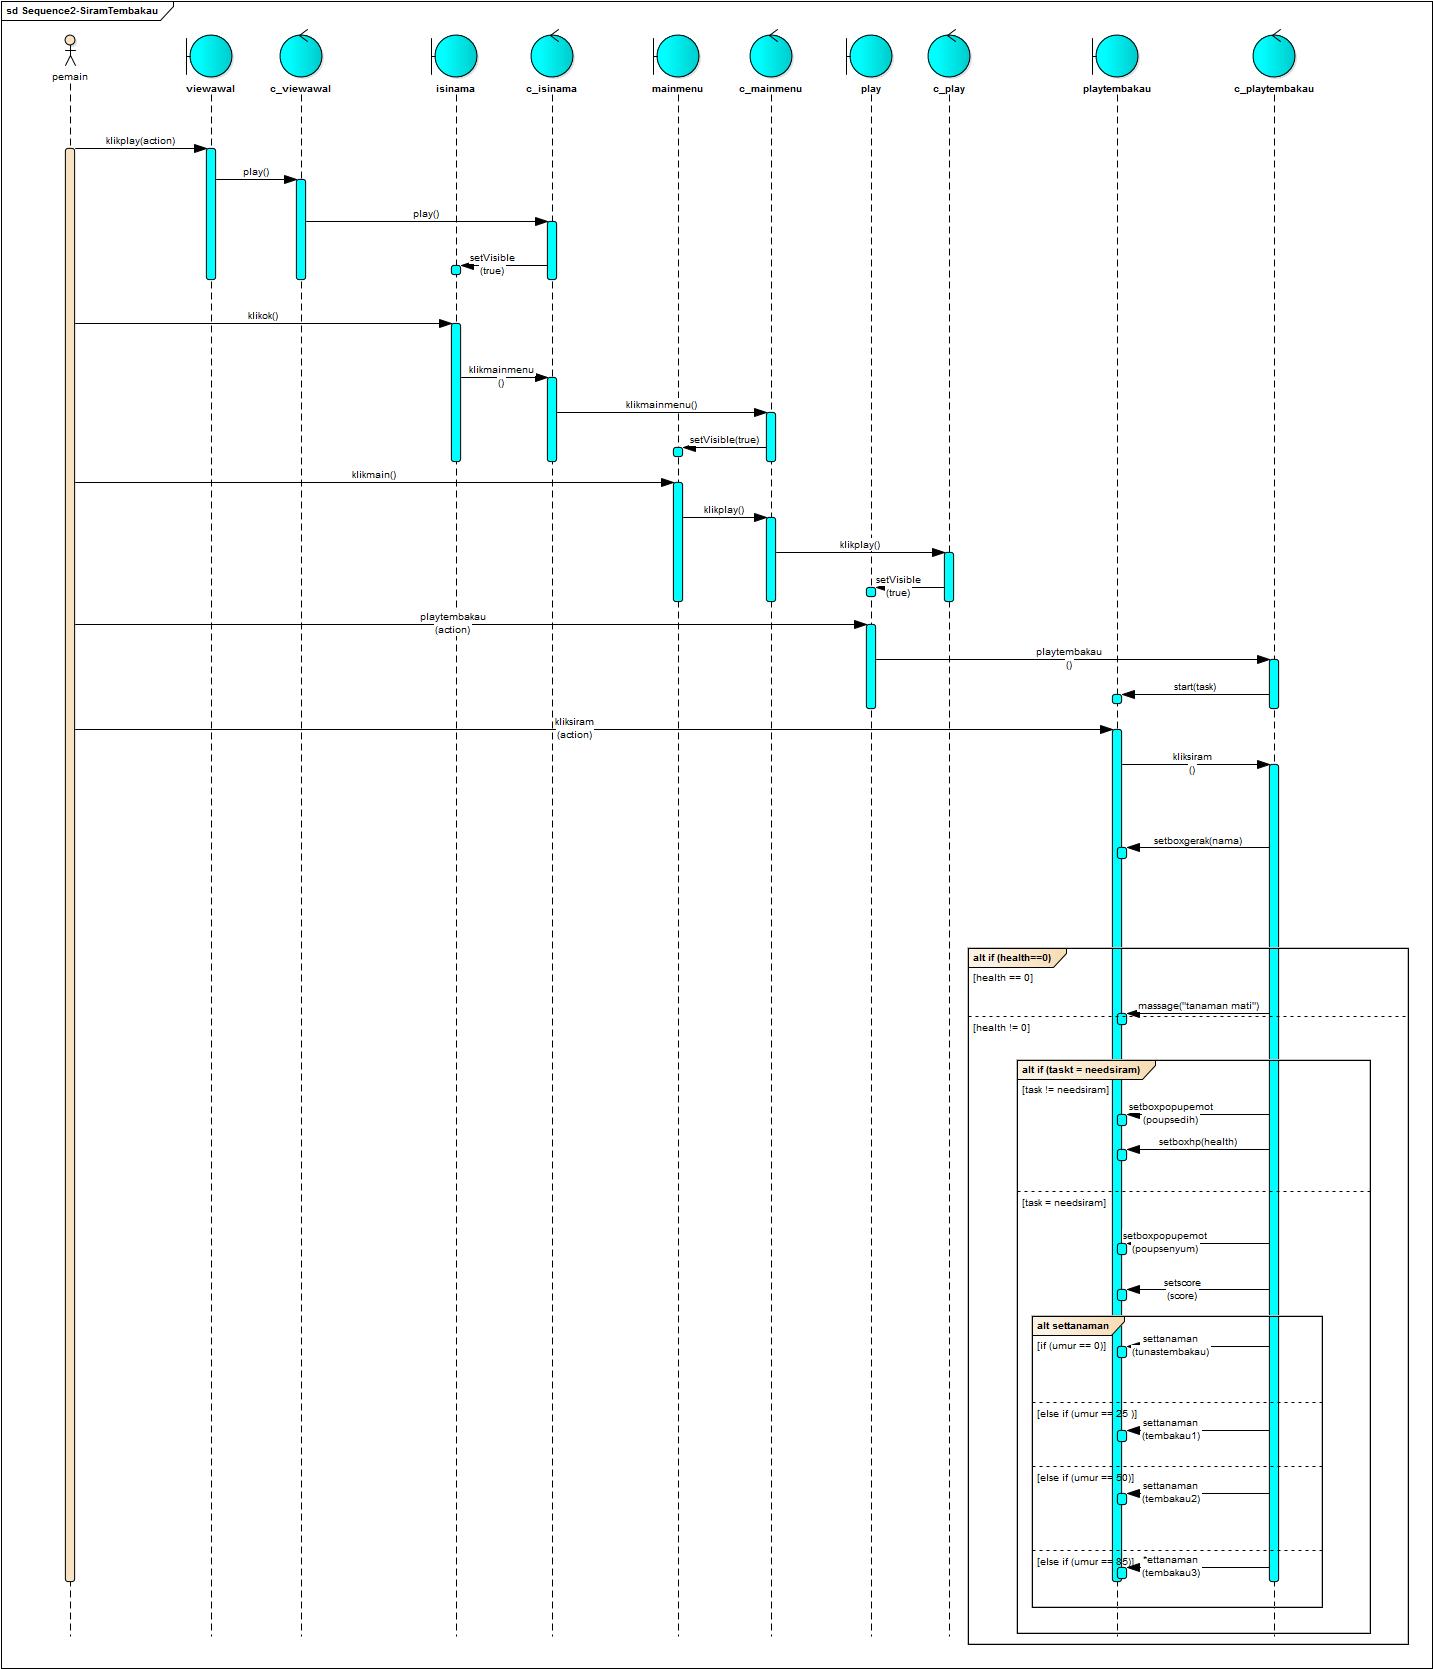 sd Sequence2-SiramTembakau
pemain
viewawal
c_viewawal
isinama
c_isinama
mainmenu
c_mainmenu
play
c_play
playtembakau
c_playtembakau
klikplay(action)
play()
play()
setVisible
(true)
klikok()
klikmainmenu
()
klikmainmenu()
setVisible(true)
klikmain()
klikplay()
klikplay()
setVisible
(true)
playtembakau
(action)
playtembakau
()
start(task)
kliksiram
(action)
kliksiram
()
setboxgerak(nama)
alt if (health==0)
[health == 0]
massage("tanaman mati")
[health != 0]
alt if (taskt = needsiram)
[task != needsiram]
setboxpopupemot
(poupsedih)
setboxhp(health)
[task = needsiram]
setboxpopupemot
(poupsenyum)
setscore
(score)
alt settanaman
[if (umur == 0)]
settanaman
(tunastembakau)
[else if (umur == 25 )]
settanaman
(tembakau1)
[else if (umur == 50)]
settanaman
(tembakau2)
[else if (umur == 85)]
(tembakau3)